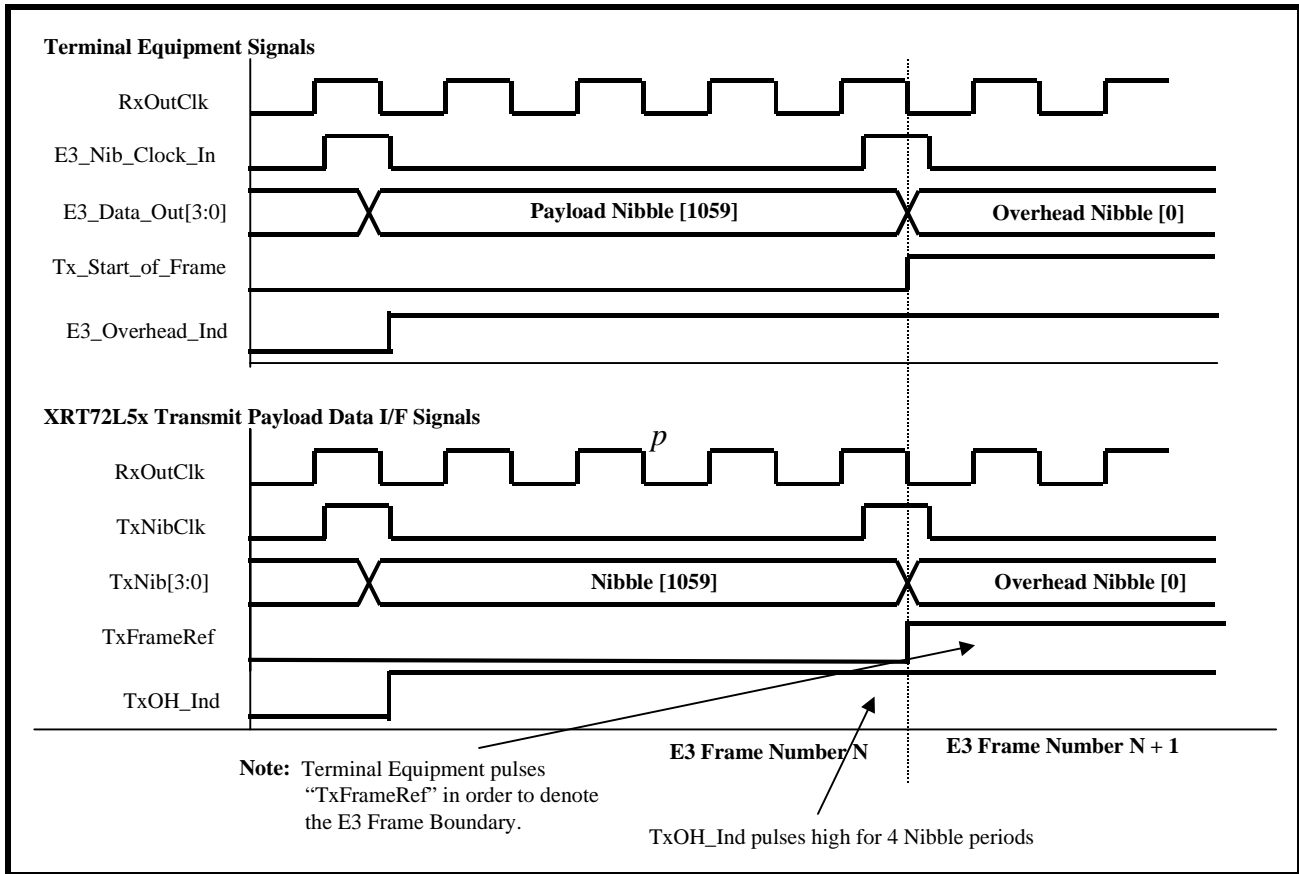 Terminal Equipment Signals
RxOutClk
E3_Nib_Clock_In
E3_Data_Out[3:0]
Payload Nibble [1059]
Overhead Nibble [0]
Tx_Start_of_Frame
E3_Overhead_Ind
XRT72L5x Transmit Payload Data I/F Signals
p
RxOutClk
TxNibClk
TxNib[3:0]
Nibble [1059]
Overhead Nibble [0]
TxFrameRef
TxOH_Ind
E3 Frame Number N
E3 Frame Number N + 1
Note: Terminal Equipment pulses
“TxFrameRef” in order to denote
the E3 Frame Boundary.
TxOH_Ind pulses high for 4 Nibble periods